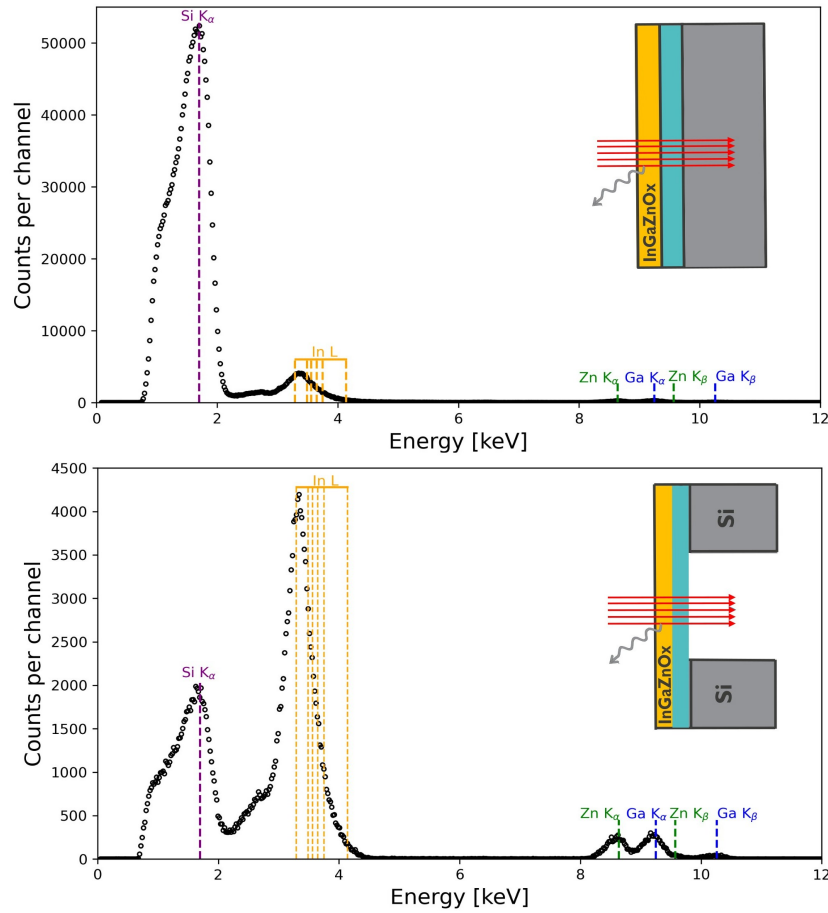 Si Kα
50000
40000
30000
20000
10000
0
Counts per channel
In L
Zn Kα Ga Kα Zn Kβ Ga Kβ
InGaZnOx
0 2 4 6 8 10 12
Energy [keV]
4500
4000
3500
3000
2500
2000
1500
1000
500
0
Counts per channel
In L
Si Kα
Zn Kα Ga Kα Zn Kβ Ga Kβ
Si
InGaZnOx
Si
0 2 4 6 8 10 12
Energy [keV]